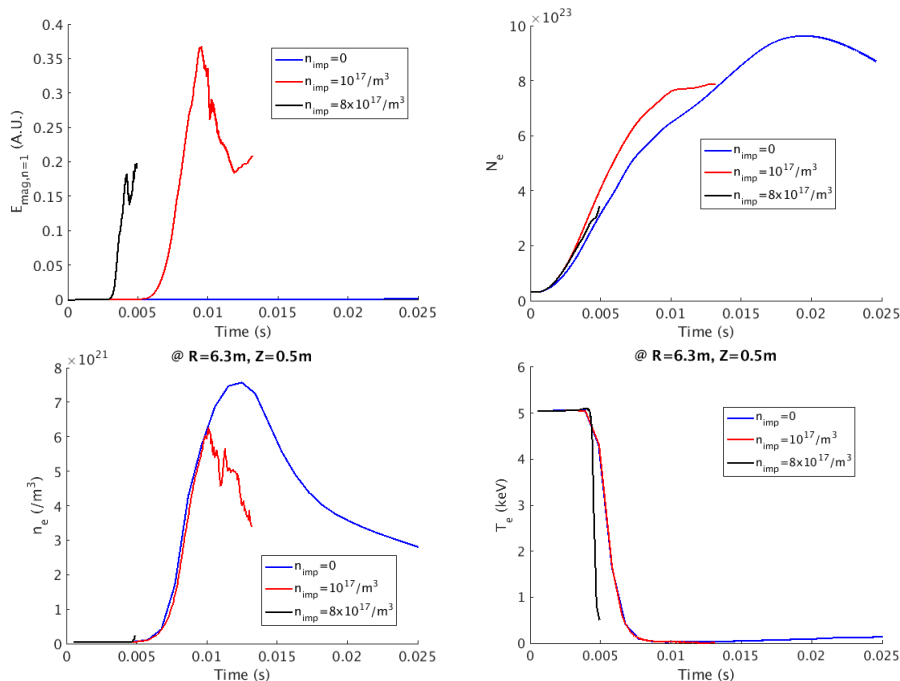 0.4
0.35
0.3
0.25
0.2
0.15
0.1
0.05
0
E_mag,n=1 (A.U.)
n_imp=0
n_imp=10^17/m^3
n_imp=8x10^17/m^3
0 0.005 0.01 0.015 0.02 0.025
Time (s)
× 10^23
10
8
6
4
2
0
N_e
n_imp=0
n_imp=10^17/m^3
n_imp=8x10^17/m^3
0 0.005 0.01 0.015 0.02 0.025
Time (s)
× 10^21
@ R=6.3m, Z=0.5m
8
7
6
5
4
3
2
1
0
n_e (/m^3)
n_imp=0
n_imp=10^17/m^3
n_imp=8x10^17/m^3
0 0.005 0.01 0.015 0.02 0.025
Time (s)
@ R=6.3m, Z=0.5m
6
5
4
3
2
1
0
T_e (keV)
n_imp=0
n_imp=10^17/m^3
n_imp=8x10^17/m^3
0 0.005 0.01 0.015 0.02 0.025
Time (s)